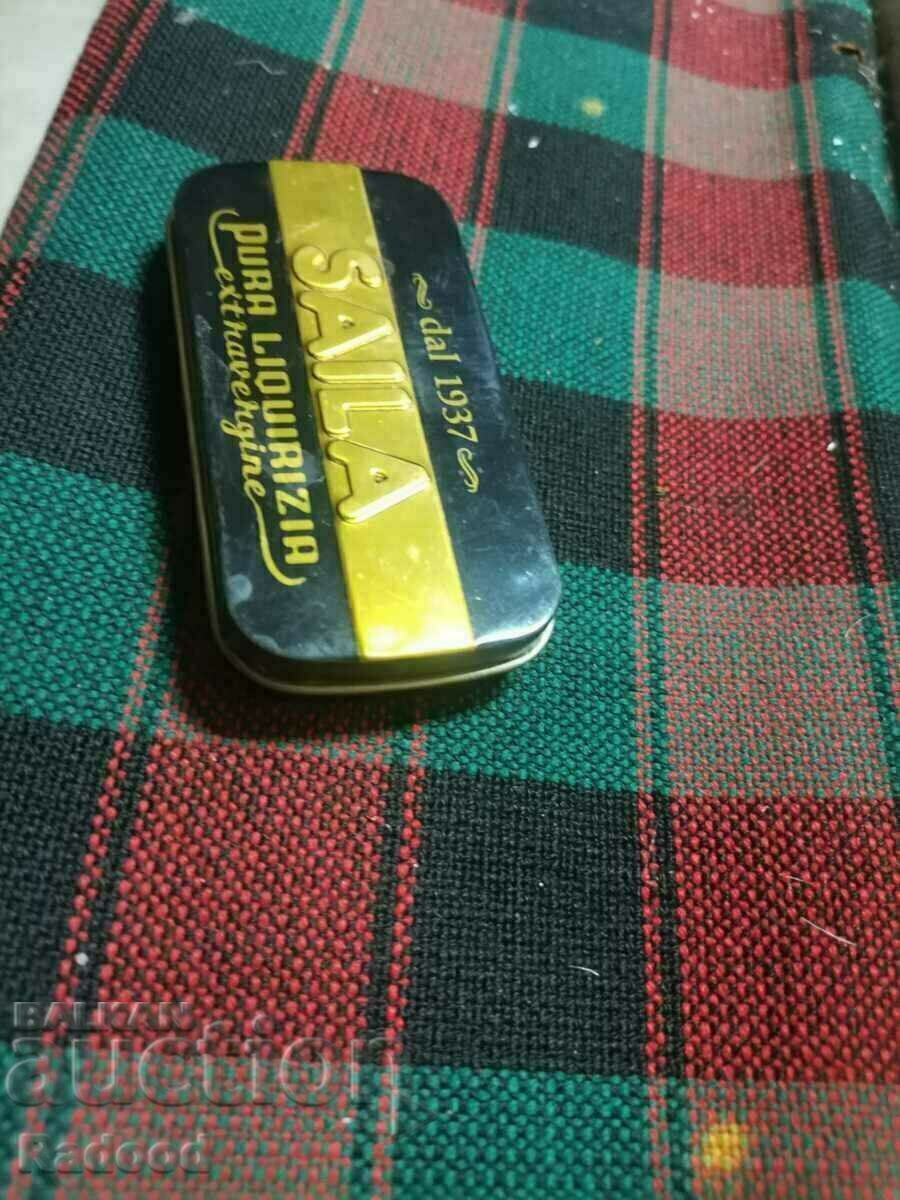 ~ dal 1937 ~
SAILA
PURA LIQUIRIZIA
extravergine
BALKAN
auction
Radood